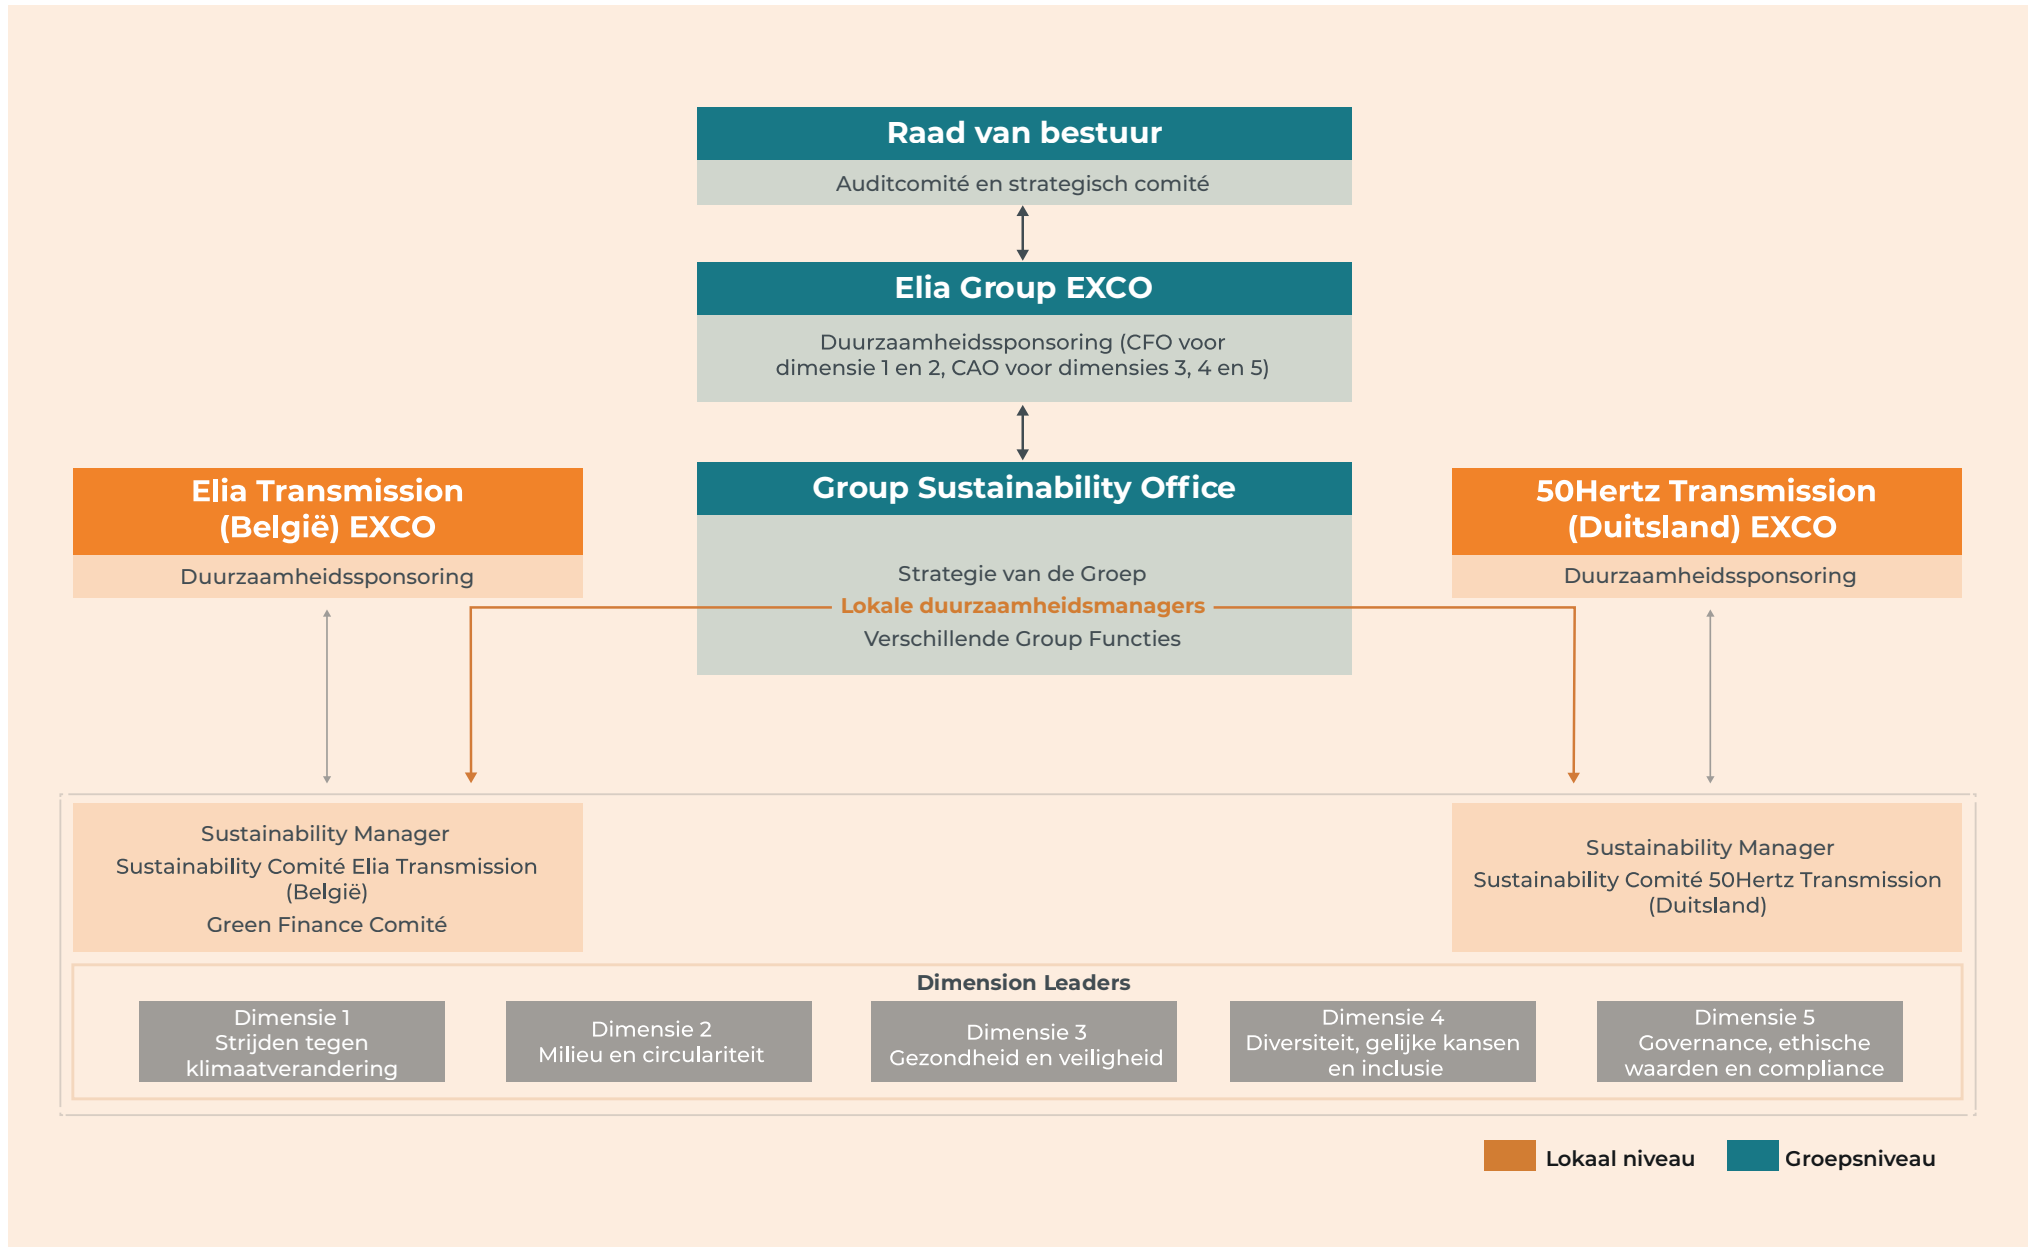 Raad van bestuur
Auditcomité en strategisch comité
Elia Group EXCO
Duurzaamheidssponsoring (CFO voor
dimensie 1 en 2, CAO voor dimensies 3, 4 en 5)
Elia Transmission
(België) EXCO
Duurzaamheidssponsoring
Group Sustainability Office
Strategie van de Groep
Lokale duurzaamheidsmanagers
Verschillende Group Functies
50Hertz Transmission
(Duitsland) EXCO
Duurzaamheidssponsoring
Sustainability Manager
Sustainability Comité Elia Transmission
(België)
Green Finance Comité
Sustainability Manager
Sustainability Comité 50Hertz Transmission
(Duitsland)
Dimension Leaders
Dimensie 1
Strijden tegen
klimaatverandering
Dimensie 2
Milieu en circulariteit
Dimensie 3
Gezondheid en veiligheid
Dimensie 4
Diversiteit, gelijke kansen
en inclusie
Dimensie 5
Governance, ethische
waarden en compliance
Lokaal niveau
Groepsniveau